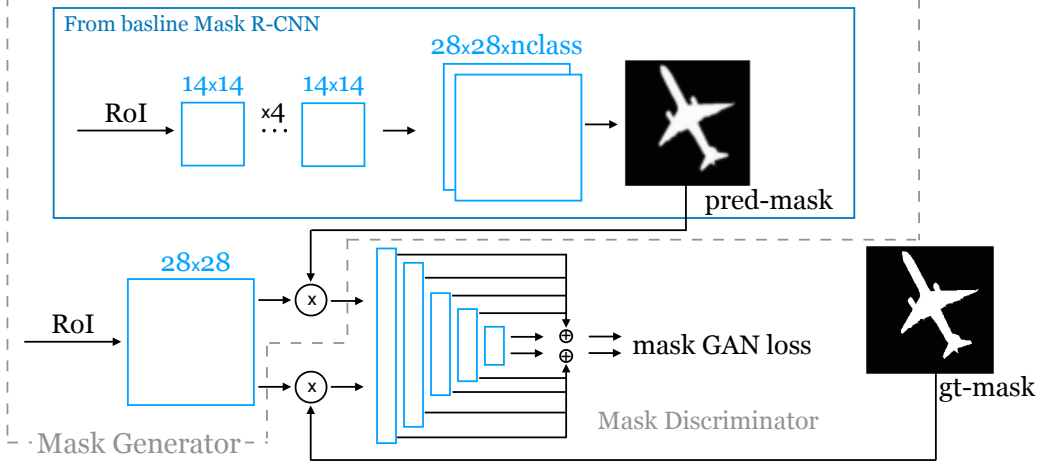 From basline Mask R-CNN
28x28xnclass
14x14
14x14
RoI
x4
...
pred-mask
28x28
x
RoI
mask GAN loss
x
gt-mask
Mask Discriminator
Mask Generator